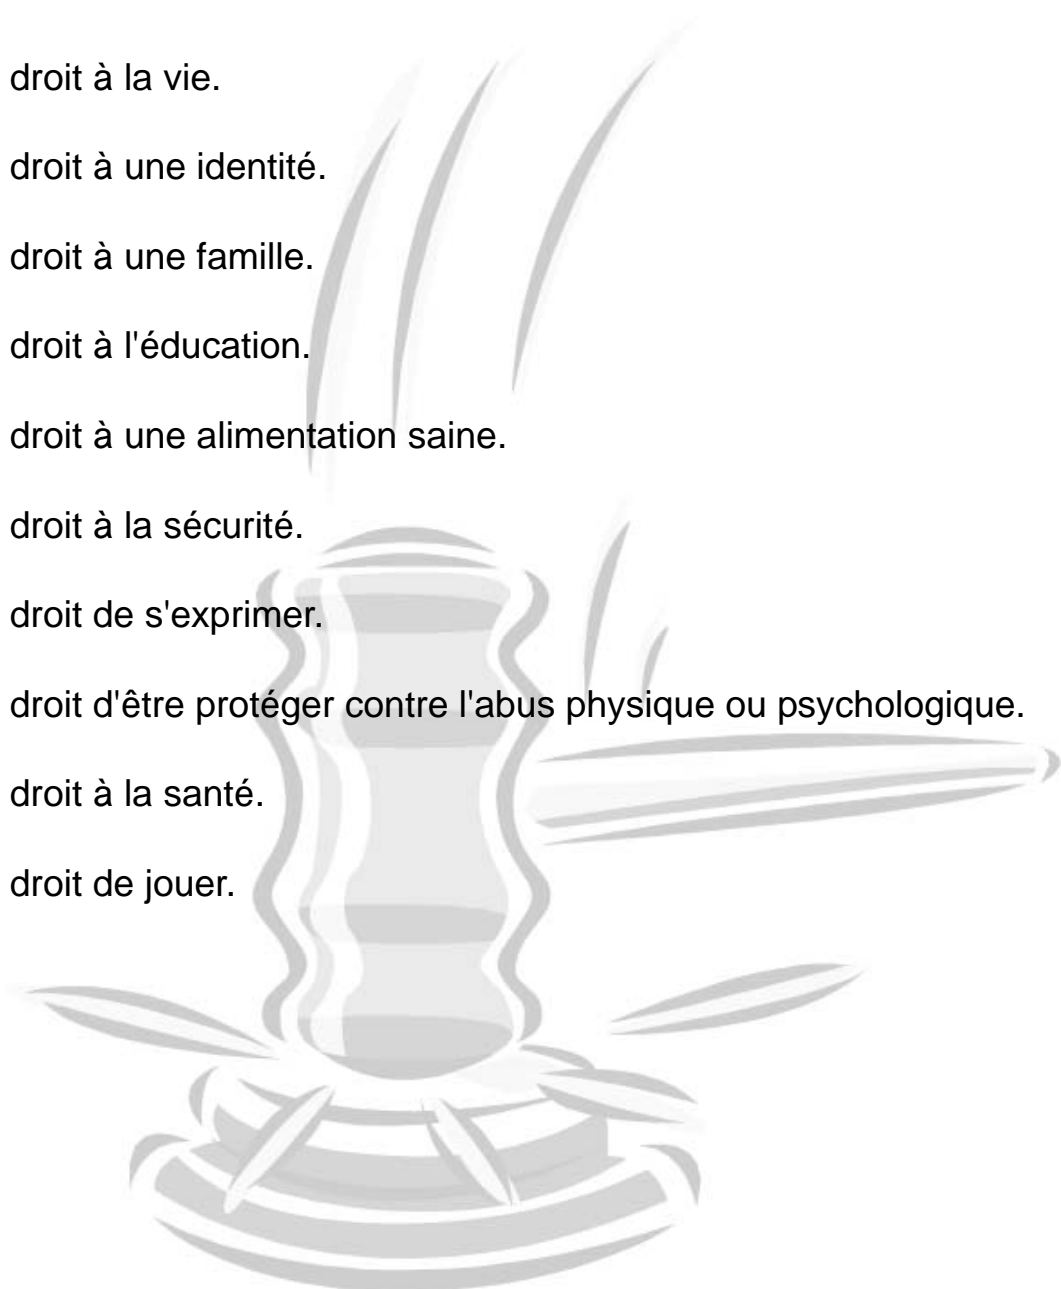 droit à la vie.
droit à une identité.
droit à une famille.
droit à l'éducation.
droit à une alimentation saine.
droit à la sécurité.
droit de s'exprimer.
droit d'être protéger contre l'abus physique ou psychologique.
droit à la santé.
droit de jouer.